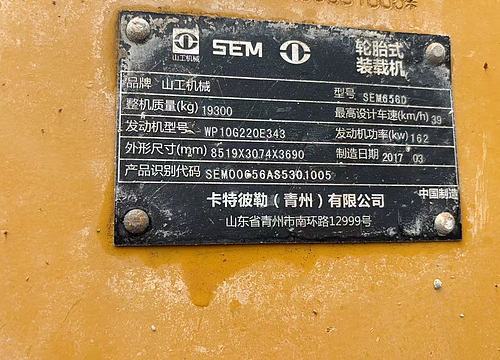 山工机械 SEM 轮胎式
装载机
品牌 山工机械 型号 SEM656D
整机质量(kg) 19300 最高设计车速(km/h) 39
发动机型号 WP10G220E343 发动机功率(kw) 162
外形尺寸(mm) 8519X3074X3690 制造日期 2017 03
产品识别代码 SEM00656AS5301005
中国制造
卡特彼勒(青州)有限公司
山东省青州市南环路12999号